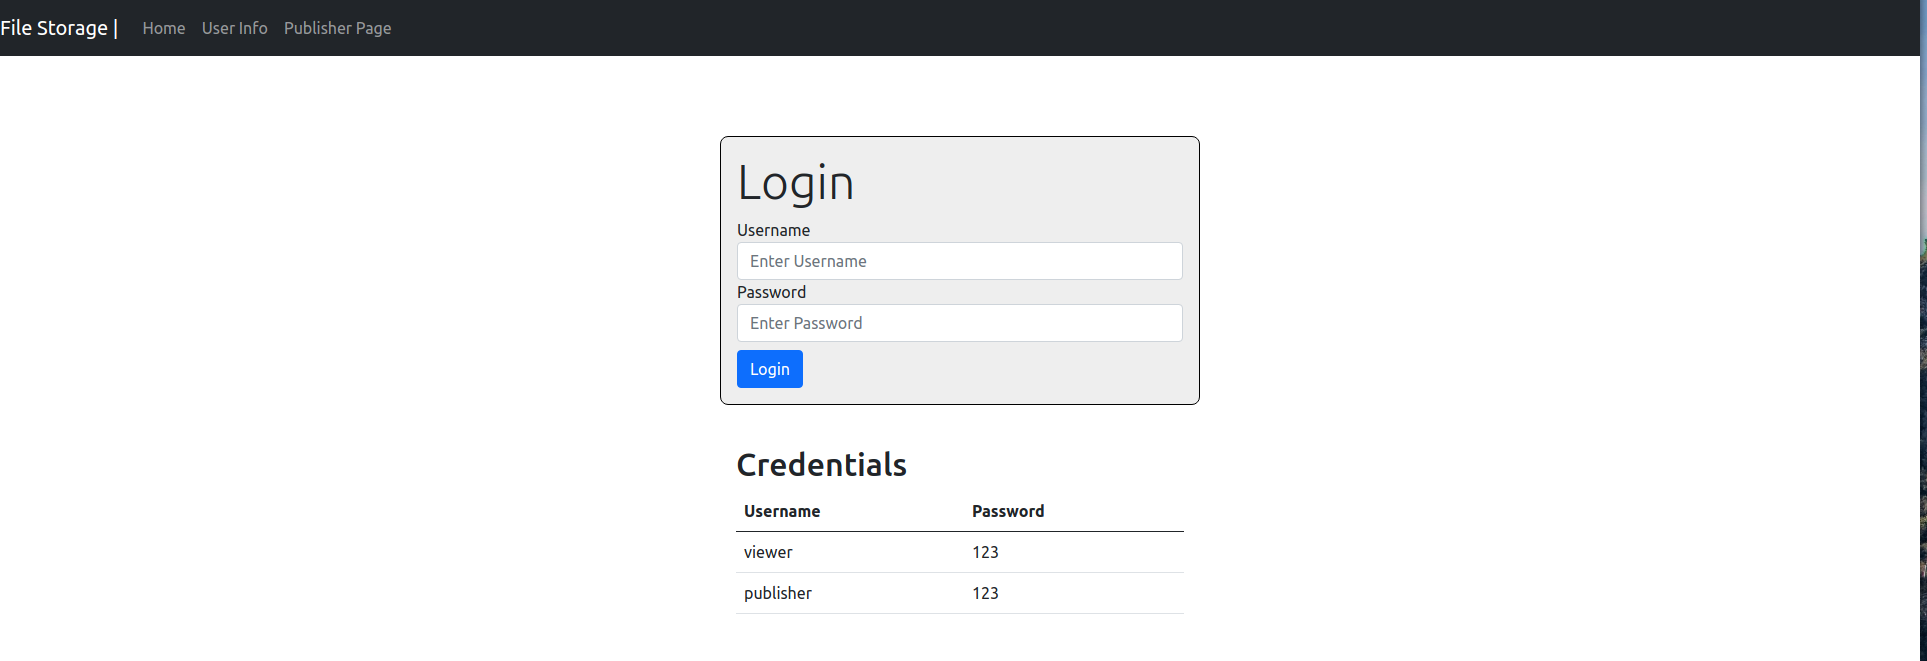 File Storage | Home User Info Publisher Page
Login
Username
Enter Username
Password
Enter Password
Login
Credentials
Username Password
viewer 123
publisher 123